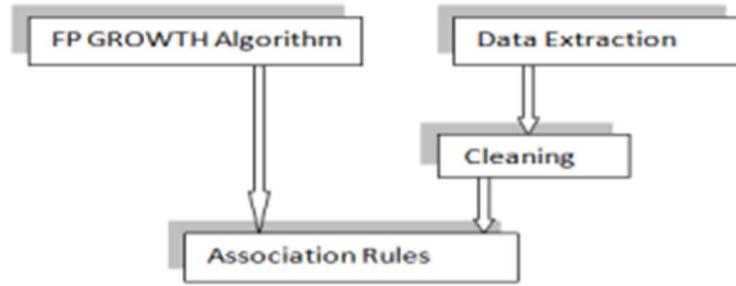 FP GROWTH Algorithm
Data Extraction
Cleaning
Association Rules